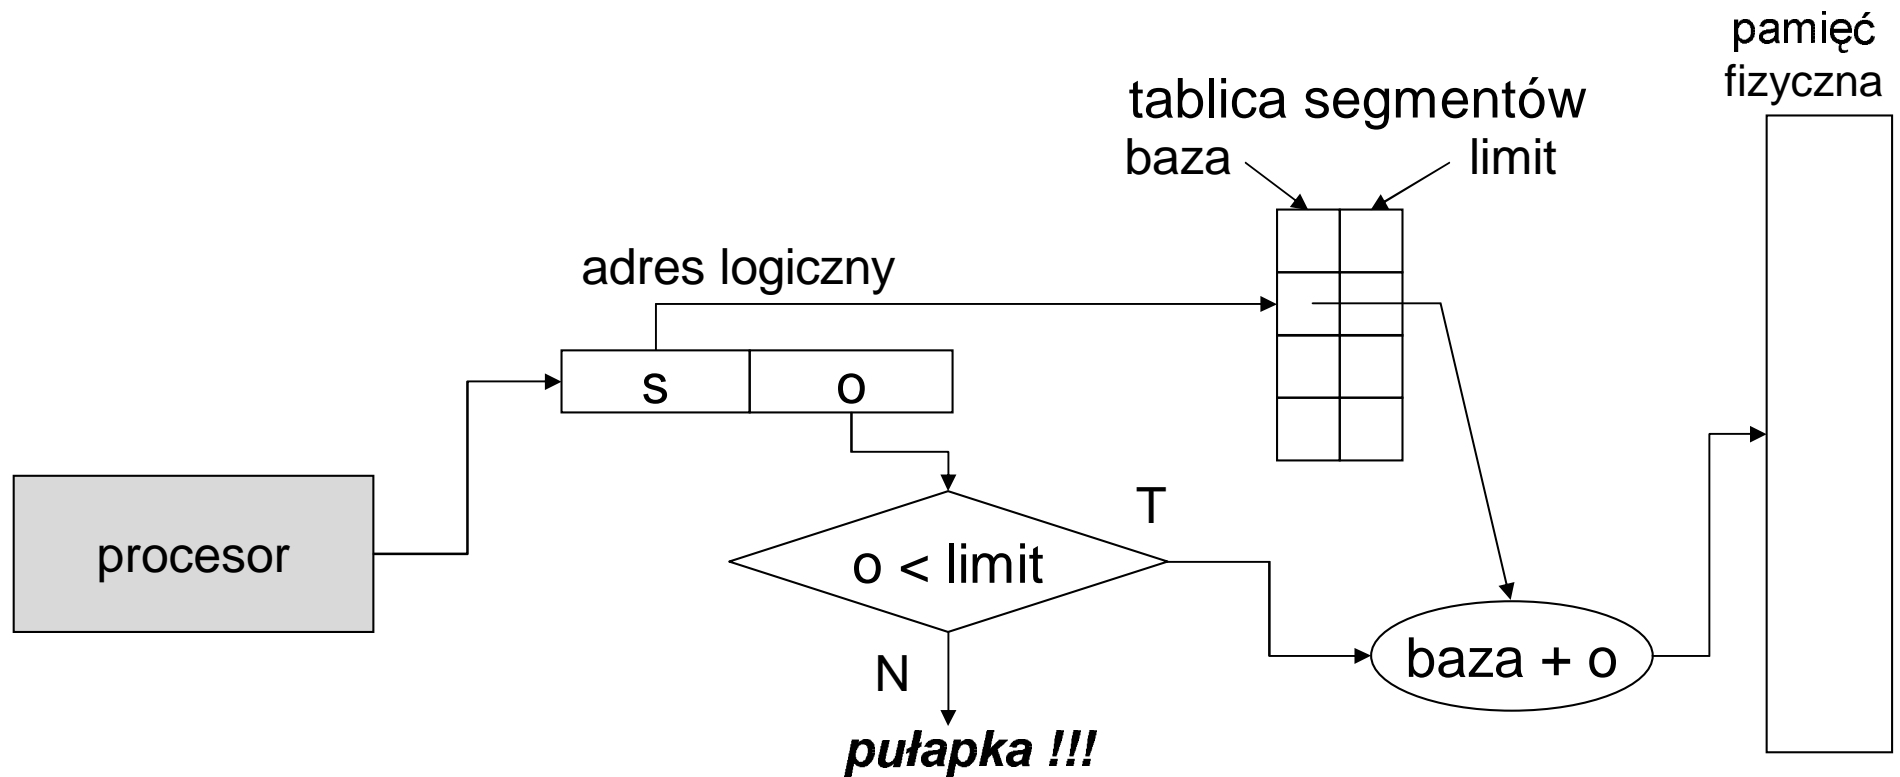 pamięć
fizyczna
tablica segmentów
baza
limit
adres logiczny
s
o
procesor
o < limit
T
N
baza + o
pułapka !!!